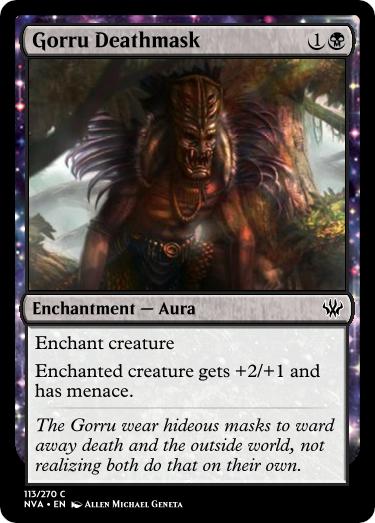 Gorru Deathmask 1
Enchantment — Aura
Enchant creature
Enchanted creature gets +2/+1 and
has menace.
The Gorru wear hideous masks to ward
away death and the outside world, not
realizing both do that on their own.
113/270 C
NVA • EN Allen Michael Geneta